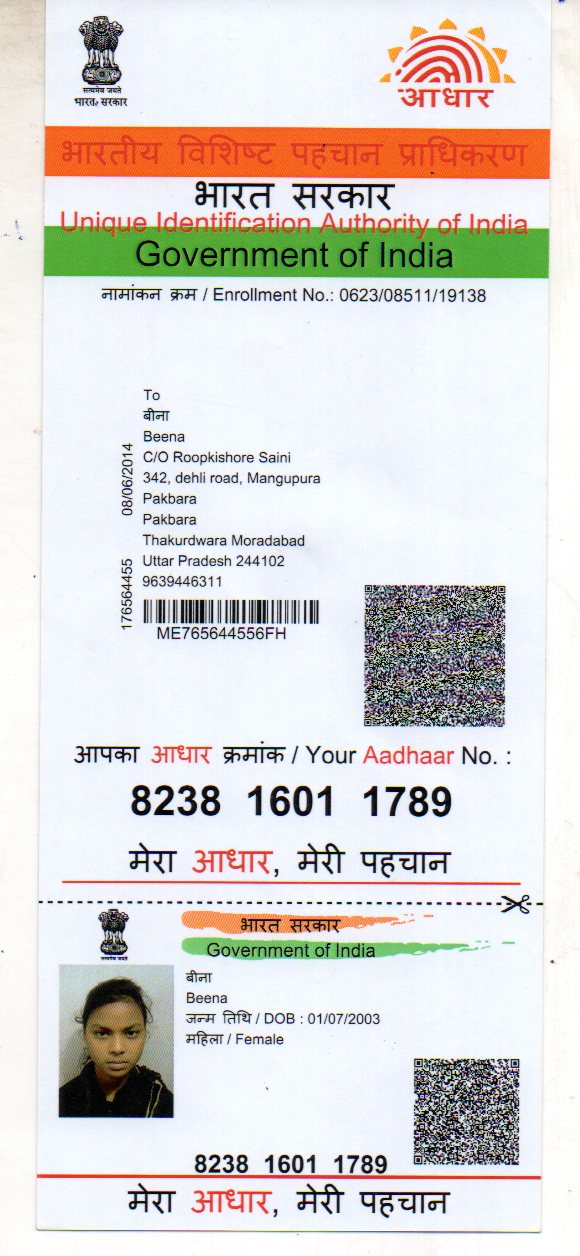 सत्यमेव जयते
भारत सरकार
आधार
भारतीय विशिष्ट पहचान प्राधिकरण
भारत सरकार
Unique Identification Authority of India
Government of India
नामांकन क्रम / Enrollment No.: 0623/08511/19138
To
बीना
Beena
C/O Roopkishore Saini
342, dehli road, Mangupura
Pakbara
Pakbara
Thakurdwara Moradabad
Uttar Pradesh 244102
9639446311
08/06/2014
176564455
ME765644556FH
आपका आधार क्रमांक / Your Aadhaar No. :
8238 1601 1789
मेरा आधार, मेरी पहचान
सत्यमेव जयते
भारत सरकार
Government of India
बीना
Beena
जन्म तिथि / DOB : 01/07/2003
महिला / Female
8238 1601 1789
मेरा आधार, मेरी पहचान